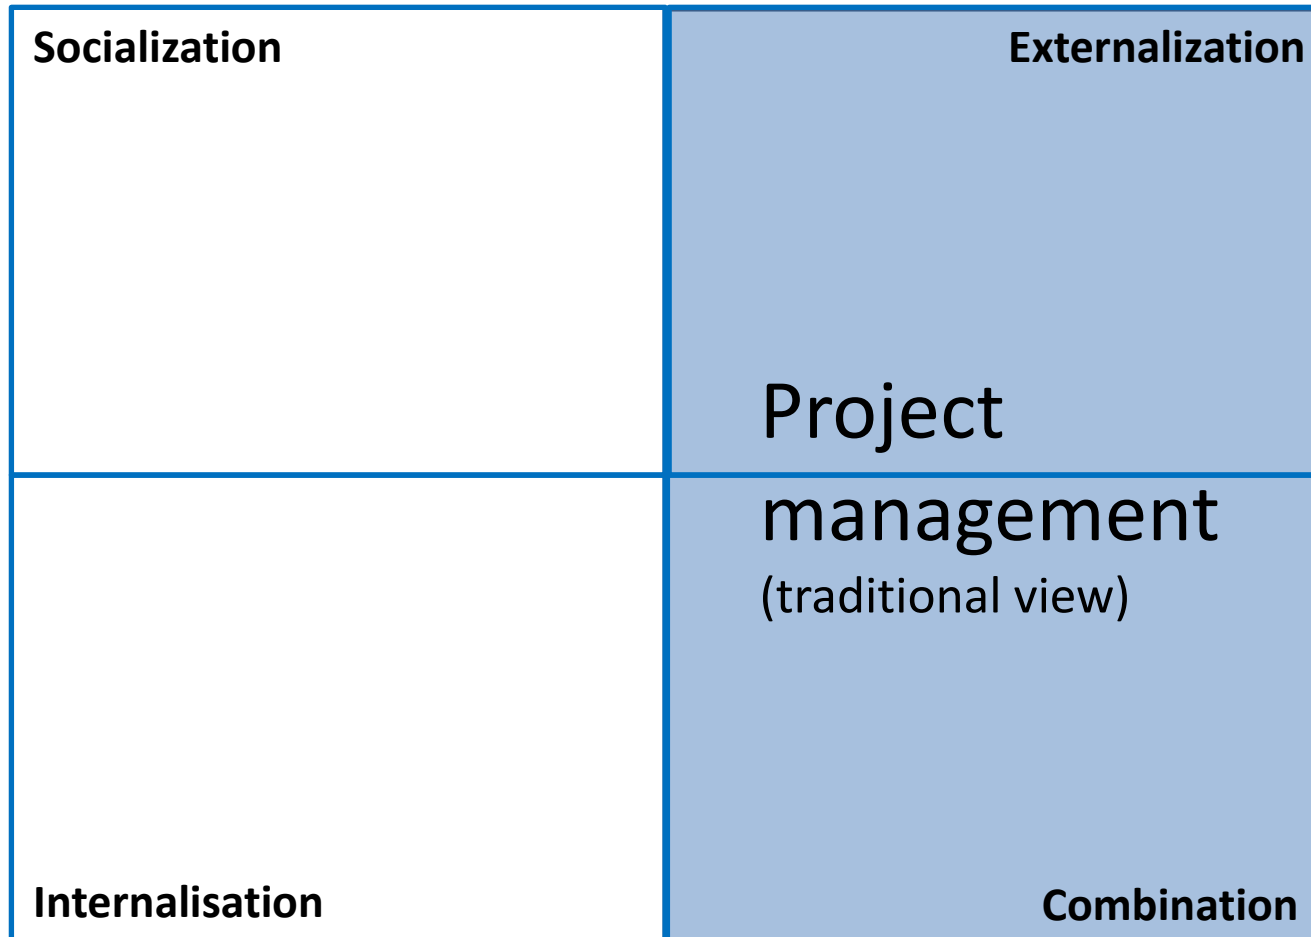 Socialization
Externalization
Project
management
(traditional view)
Internalisation
Combination